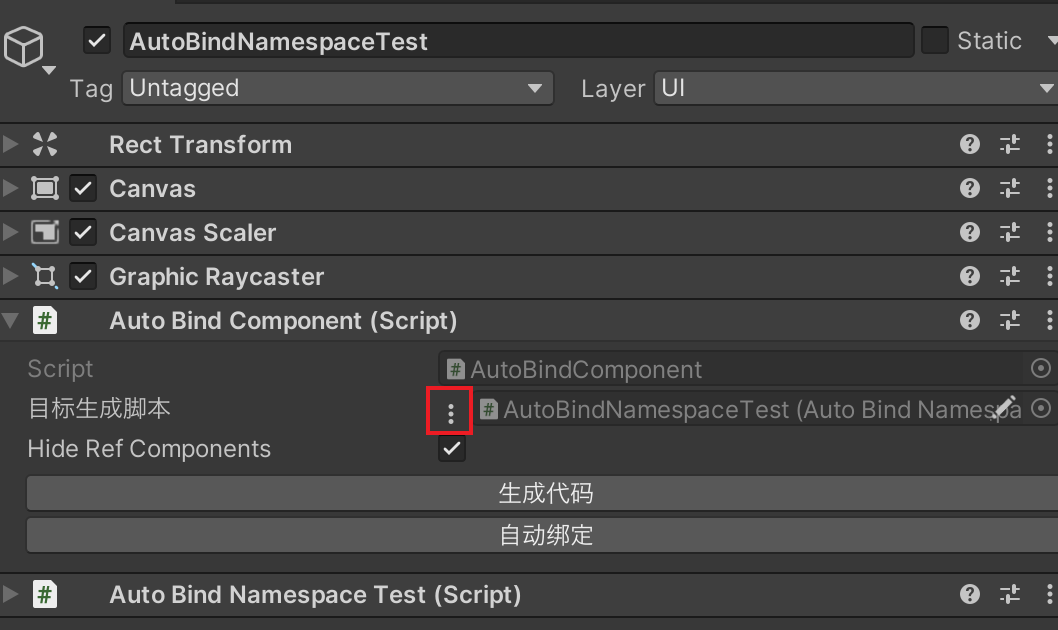 AutoBindNamespaceTest Static
Tag Untagged Layer UI
Rect Transform
Canvas
Canvas Scaler
Graphic Raycaster
# Auto Bind Component (Script)
Script # AutoBindComponent
目标生成脚本 # AutoBindNamespaceTest (Auto Bind Namespa
Hide Ref Components
生成代码
自动绑定
# Auto Bind Namespace Test (Script)